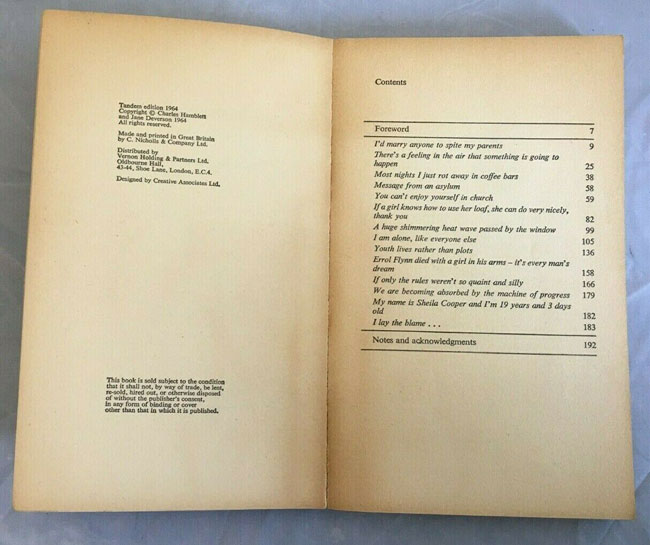 Tandem edition 1964
Copyright © Charles Hamblett
and Jane Deverson 1964
All rights reserved.
Made and printed in Great Britain
by C. Nicholls & Company Ltd.
Distributed by
Vernon Holding & Partners Ltd.
Oldbourne Hall,
43-44, Shoe Lane, London, E.C.4.
Designed by Creative Associates Ltd.
This book is sold subject to the condition
that it shall not, by way of trade, be lent,
re-sold, hired out, or otherwise disposed
of without the publisher's consent,
in any form of binding or cover
other than that in which it is published.
Contents
Foreword 7
I'd marry anyone to spite my parents 9
There's a feeling in the air that something is going to
happen 25
Most nights I just rot away in coffee bars 38
Message from an asylum 58
You can't enjoy yourself in church 59
If a girl knows how to use her loaf, she can do very nicely,
thank you 82
A huge shimmering heat wave passed by the window 99
I am alone, like everyone else 105
Youth lives rather than plots 136
Errol Flynn died with a girl in his arms – it's every man's
dream 158
If only the rules weren't so quaint and silly 166
We are becoming absorbed by the machine of progress 179
My name is Sheila Cooper and I'm 19 years and 3 days
old 182
I lay the blame . . . 183
Notes and acknowledgments 192